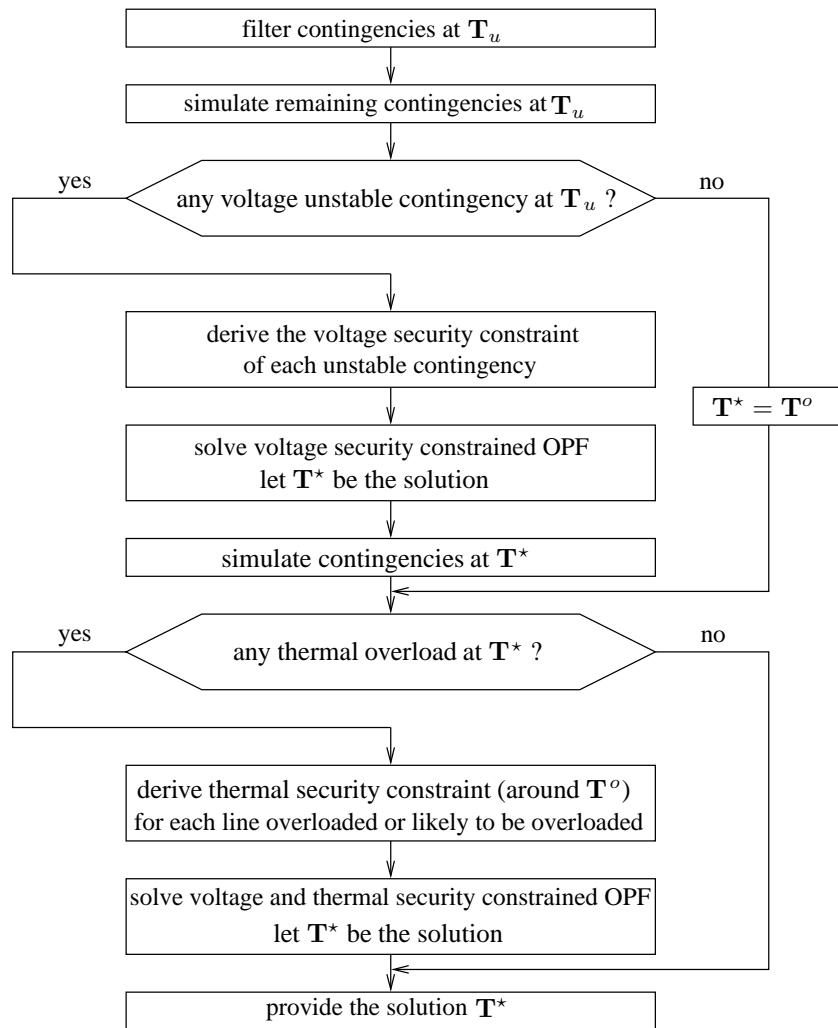 filter contingencies at T_u
simulate remaining contingencies at T_u
yes
any voltage unstable contingency at T_u ?
no
derive the voltage security constraint
of each unstable contingency
T⋆ = T^o
solve voltage security constrained OPF
let T⋆ be the solution
simulate contingencies at T⋆
yes
any thermal overload at T⋆ ?
no
derive thermal security constraint (around T^o)
for each line overloaded or likely to be overloaded
solve voltage and thermal security constrained OPF
let T⋆ be the solution
provide the solution T⋆